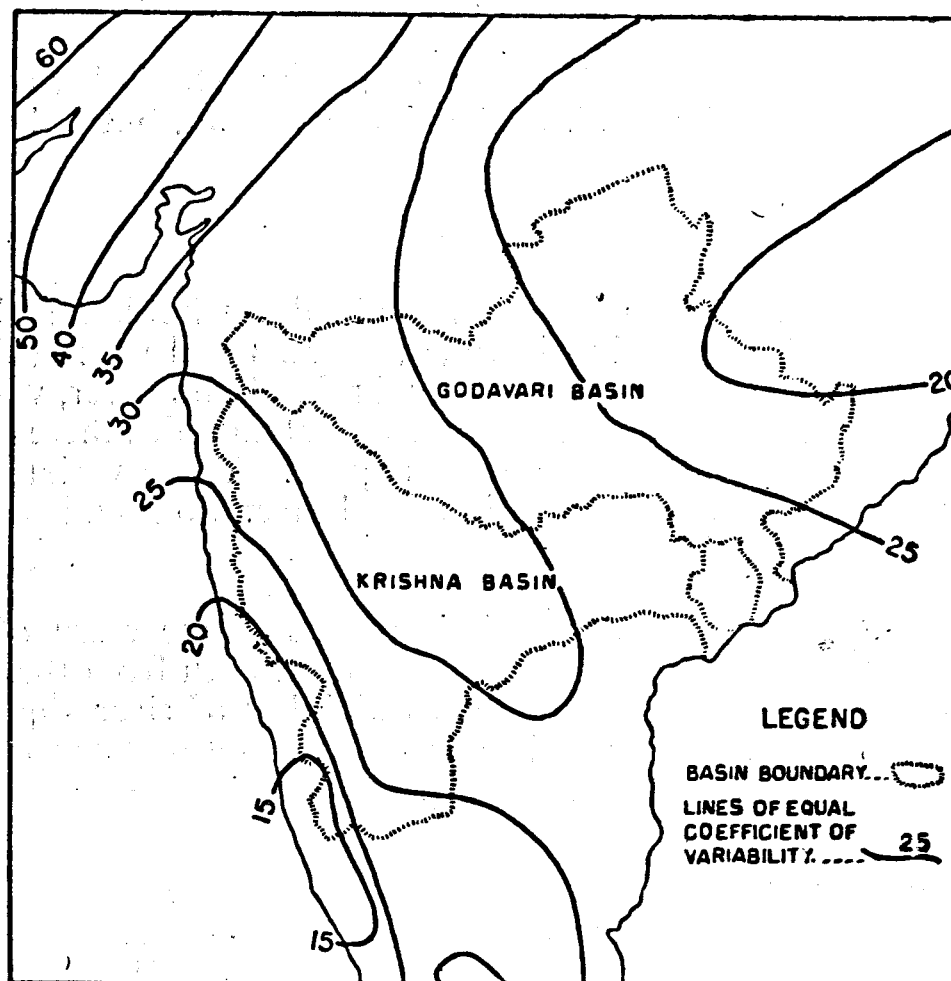 60
50
40
35
30
GODAVARI BASIN
20
25
KRISHNA BASIN
25
20
LEGEND
BASIN BOUNDARY...
15
LINES OF EQUAL
COEFFICIENT OF
VARIABILITY ..... 25
15